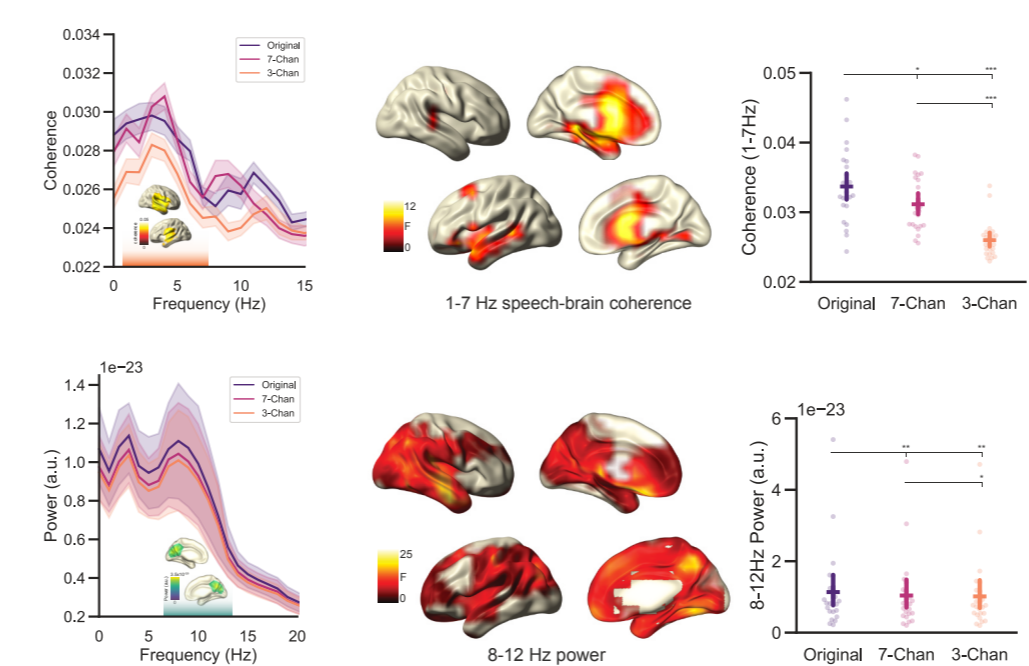 0.034
0.032
0.030
0.028
0.026
0.024
0.022
Coherence
Original
7-Chan
3-Chan
0.05
0
0 5 10 15
Frequency (Hz)
12
F
0
1-7 Hz speech-brain coherence
0.05
0.04
0.03
0.02
Coherence (1-7Hz)
*
***
***
Original 7-Chan 3-Chan
1e−23
1.4
1.2
1.0
0.8
0.6
0.4
0.2
Power (a.u.)
Original
7-Chan
3-Chan
Power (a.u.)
0
0 5 10 15 20
Frequency (Hz)
25
F
0
8-12 Hz power
1e−23
6
4
2
0
8-12Hz Power (a.u.)
**
**
*
Original 7-Chan 3-Chan